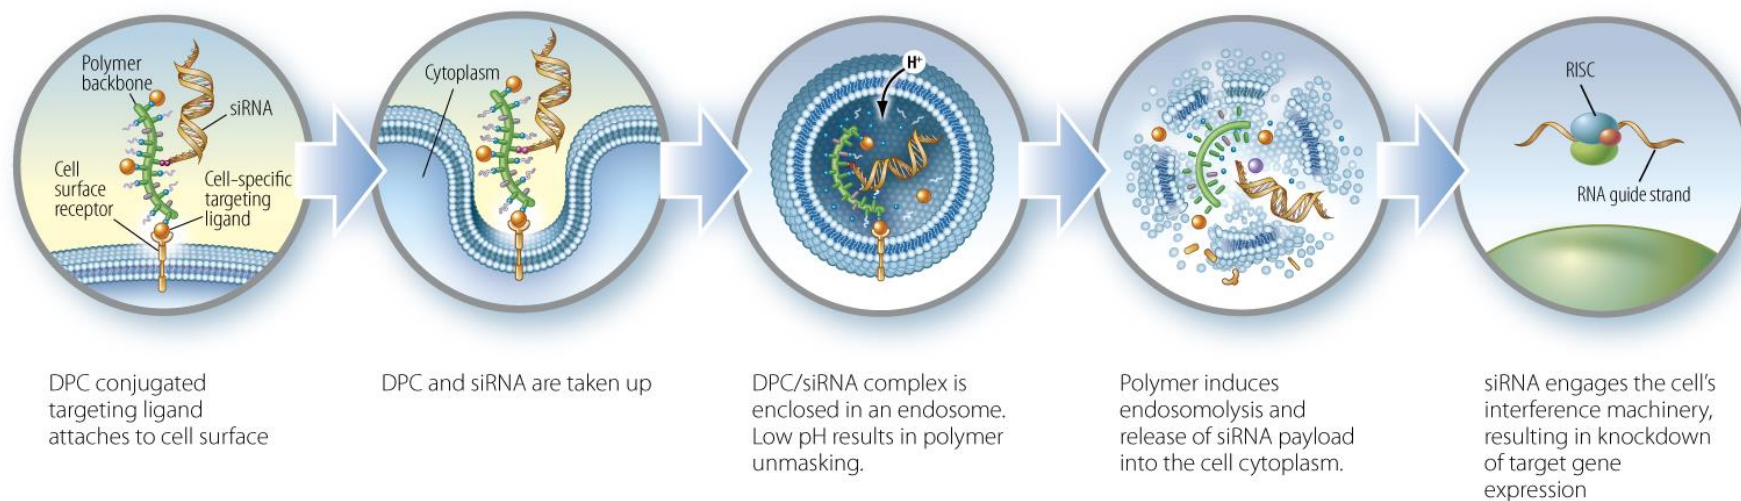 Polymer
backbone
siRNA
Cell
surface
receptor
Cell-specific
targeting
ligand
Cytoplasm
H+
RISC
RNA guide strand
DPC conjugated
targeting ligand
attaches to cell surface
DPC and siRNA are taken up
DPC/siRNA complex is
enclosed in an endosome.
Low pH results in polymer
unmasking.
Polymer induces
endosomolysis and
release of siRNA payload
into the cell cytoplasm.
siRNA engages the cell’s
interference machinery,
resulting in knockdown
of target gene
expression